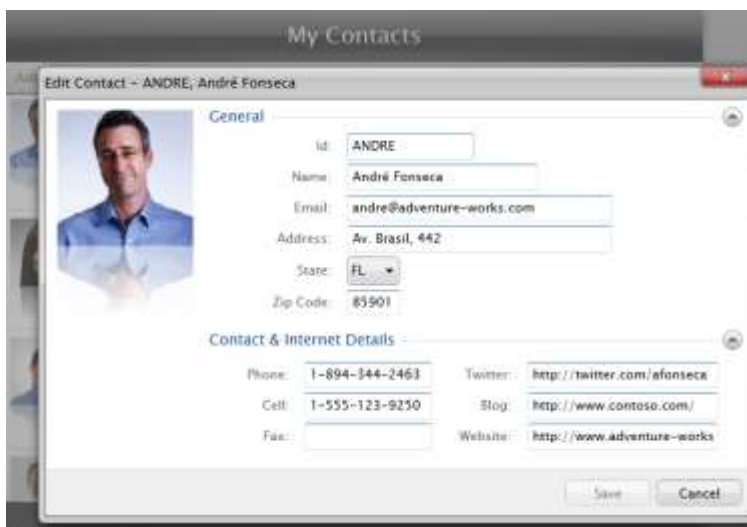 My Contacts
Edit Contact - ANDRE, André Fonseca
General
Id: ANDRE
Name: André Fonseca
Email: andre@adventure-works.com
Address: Av. Brasil, 442
State: FL
Zip Code: 85901
Contact & Internet Details
Phone: 1-894-344-2463 Twitter: http://twitter.com/afonseca
Cell: 1-555-123-9250 Blog: http://www.contoso.com/
Fax: Website: http://www.adventure-works
Save Cancel